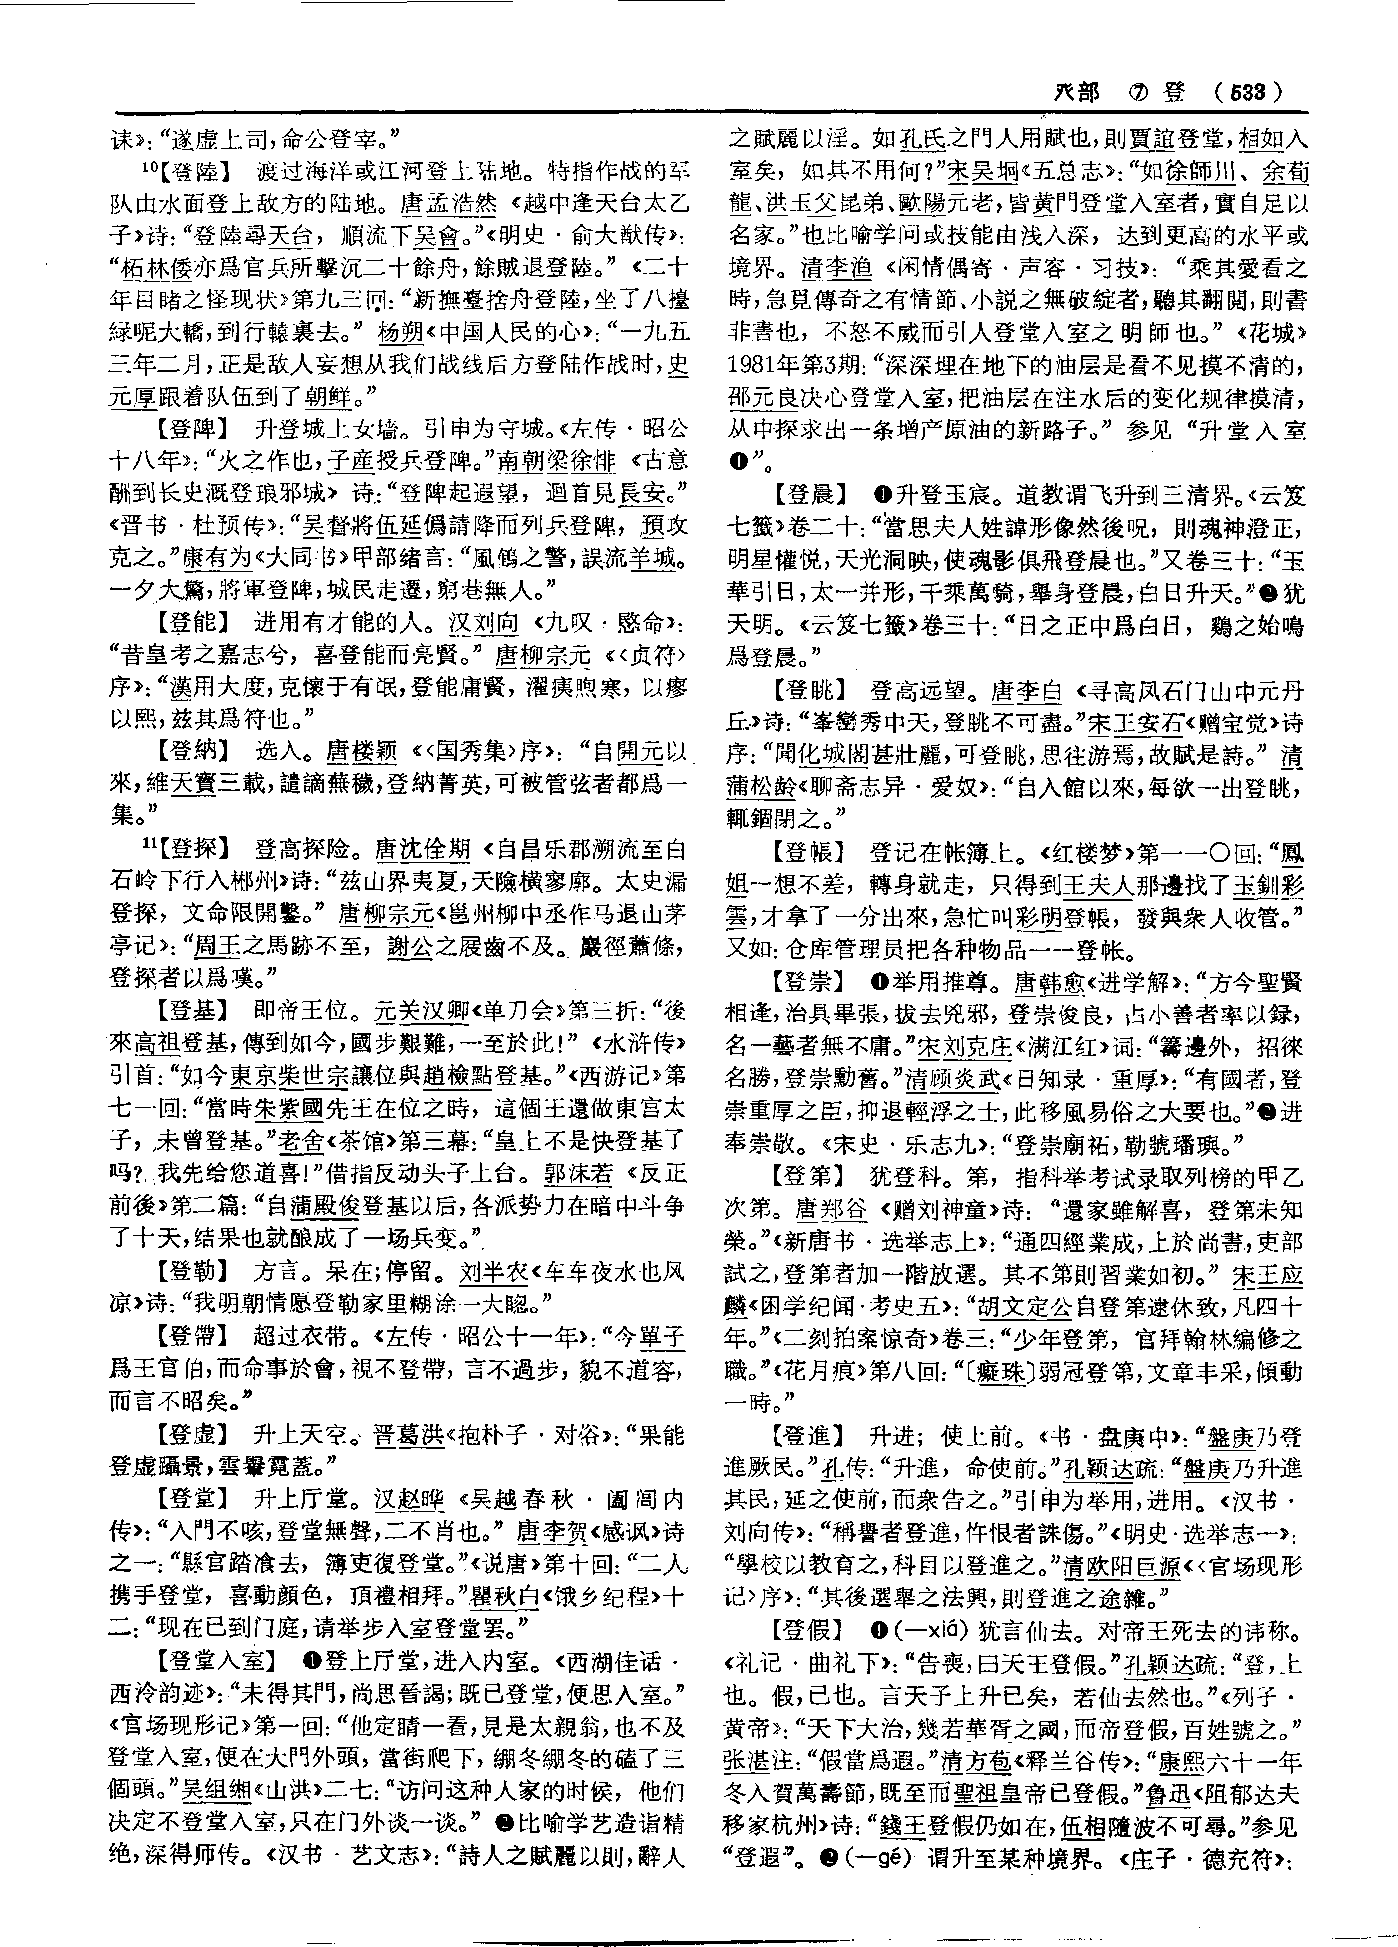 癶部 ⑦ 登 (533)
诔》：“遂虚上司，命公登宰。”
10【登陸】 渡过海洋或江河登上陆地。特指作战的军
队由水面登上敌方的陆地。唐孟浩然《越中逢天台太乙
子》诗：“登陸尋天台，順流下吴會。”《明史·俞大猷传》：
“柘林倭亦爲官兵所擊沉二十餘舟，餘賊退登陸。”《二十
年目睹之怪现状》第九三回：“新撫臺捨舟登陸，坐了八擡
緑呢大轎，到行轅裏去。”杨朔《中国人民的心》：“一九五
三年二月，正是敌人妄想从我们战线后方登陆作战时，史
元厚跟着队伍到了朝鲜。”
【登陴】 升登城上女墙。引申为守城。《左传·昭公
十八年》：“火之作也，子産授兵登陴。”南朝梁徐悱《古意
酬到长史溉登琅邪城》诗：“登陴起遐望，迴首見長安。”
《晋书·杜预传》：“吴督將伍延僞請降而列兵登陴，預攻
克之。”康有为《大同书》甲部绪言：“風鶴之警，誤流羊城。
一夕大驚，將軍登陴，城民走遷，窮巷無人。”
【登能】 进用有才能的人。汉刘向《九叹·愍命》：
“昔皇考之嘉志兮，喜登能而亮賢。”唐柳宗元《〈贞符〉
序》：“漢用大度，克懷于有氓，登能庸賢，濯痍煦寒，以瘳
以熙，兹其爲符也。”
【登納】 选入。唐楼颖《〈国秀集〉序》：“自開元以
來，維天寶三載，譴謫蕪穢，登納菁英，可被管弦者都爲一
集。”
11【登探】 登高探险。唐沈佺期《自昌乐郡溯流至白
石岭下行入郴州》诗：“兹山界夷夏，天險橫寥廓。太史漏
登探，文命限開鑿。”唐柳宗元《邕州柳中丞作马退山茅
亭记》：“周王之馬跡不至，謝公之屐齒不及。巖徑蕭條，
登探者以爲嘆。”
【登基】 即帝王位。元关汉卿《单刀会》第三折：“後
來高祖登基，傳到如今，國步艱難，一至於此！”《水浒传》
引首：“如今東京柴世宗讓位與趙檢點登基。”《西游记》第
七一回：“當時朱紫國先王在位之時，這個王還做東宫太
子，未曾登基。”老舍《茶馆》第三幕：“皇上不是快登基了
吗？我先给您道喜！”借指反动头子上台。郭沫若《反正
前後》第二篇：“自蒲殿俊登基以后，各派势力在暗中斗争
了十天，结果也就酿成了一场兵变。”
【登勒】 方言。呆在；停留。刘半农《车车夜水也风
凉》诗：“我明朝情愿登勒家里糊涂一大睏。”
【登帶】 超过衣带。《左传·昭公十一年》：“今單子
爲王官伯，而命事於會，視不登帶，言不過步，貌不道容，
而言不昭矣。”
【登虚】 升上天空。晋葛洪《抱朴子·对俗》：“果能
登虚躡景，雲轝霓蓋。”
【登堂】 升上厅堂。汉赵晔《吴越春秋·阖闾内
传》：“入門不咳，登堂無聲，二不肖也。”唐李贺《感讽》诗
之一：“縣官踏飡去，簿吏復登堂。”《说唐》第十回：“二人
携手登堂，喜動顔色，頂禮相拜。”瞿秋白《饿乡纪程》十
二：“现在已到门庭，请举步入室登堂罢。”
【登堂入室】 ❶登上厅堂，进入内室。《西湖佳话·
西泠韵迹》：“未得其門，尚思晉謁；既已登堂，便思入室。”
《官场现形记》第一回：“他定睛一看，見是太親翁，也不及
登堂入室，便在大門外頭，當街爬下，綳冬綳冬的磕了三
個頭。”吴组缃《山洪》二七：“访问这种人家的时候，他们
决定不登堂入室，只在门外谈一谈。”❷比喻学艺造诣精
绝，深得师传。《汉书·艺文志》：“詩人之賦麗以則，辭人
之賦麗以淫。如孔氏之門人用賦也，則賈誼登堂，相如入
室矣，如其不用何？”宋吴坰《五总志》：“如徐師川、余荀
龍、洪玉父昆弟、歐陽元老，皆黄門登堂入室者，實自足以
名家。”也比喻学问或技能由浅入深，达到更高的水平或
境界。清李渔《闲情偶寄·声容·习技》：“乘其愛看之
時，急覓傳奇之有情節、小説之無破綻者，聽其翻閲，則書
非書也，不怒不威而引人登堂入室之明師也。”《花城》
1981年第3期：“深深埋在地下的油层是看不见摸不清的，
邵元良决心登堂入室，把油层在注水后的变化规律摸清，
从中探求出一条增产原油的新路子。”参见“升堂入室
❶”。
【登晨】 ❶升登玉宸。道教谓飞升到三清界。《云笈
七籤》卷二十：“當思夫人姓諱形像然後呪，則魂神澄正，
明星懽悦，天光洞映，使魂影俱飛登晨也。”又卷三十：“玉
華引日，太一并形，千乘萬騎，舉身登晨，白日升天。”❷犹
天明。《云笈七籤》卷三十：“日之正中爲白日，鷄之始鳴
爲登晨。”
【登眺】 登高远望。唐李白《寻高凤石门山中元丹
丘》诗：“峯巒秀中天，登眺不可盡。”宋王安石《赠宝觉》诗
序：“聞化城閣甚壯麗，可登眺，思往游焉，故賦是詩。”清
蒲松龄《聊斋志异·爱奴》：“自入館以來，每欲一出登眺，
輒錮閉之。”
【登帳】 登记在帐簿上。《红楼梦》第一一〇回：“鳳
姐一想不差，轉身就走，只得到王夫人那邊找了玉釧彩
雲，才拿了一分出來，急忙叫彩明登帳，發與衆人收管。”
又如：仓库管理员把各种物品一一登帐。
【登崇】 ❶举用推尊。唐韩愈《进学解》：“方今聖賢
相逢，治具畢張，拔去兇邪，登崇俊良，占小善者率以録，
名一藝者無不庸。”宋刘克庄《满江红》词：“籌邊外，招徠
名勝，登崇勳舊。”清顾炎武《日知录·重厚》：“有國者，登
崇重厚之臣，抑退輕浮之士，此移風易俗之大要也。”❷进
奉崇敬。《宋史·乐志九》：“登崇廟祏，勒號璠璵。”
【登第】 犹登科。第，指科举考试录取列榜的甲乙
次第。唐郑谷《赠刘神童》诗：“還家雖解喜，登第未知
榮。”《新唐书·选举志上》：“通四經業成，上於尚書，吏部
試之，登第者加一階放選。其不第則習業如初。”宋王应
麟《困学纪闻·考史五》：“胡文定公自登第逮休致，凡四十
年。”《二刻拍案惊奇》卷三：“少年登第，官拜翰林編修之
職。”《花月痕》第八回：“〔癡珠〕弱冠登第，文章丰采，傾動
一時。”
【登進】 升进；使上前。《书·盘庚中》：“盤庚乃登
進厥民。”孔传：“升進，命使前。”孔颖达疏：“盤庚乃升進
其民，延之使前，而衆告之。”引申为举用，进用。《汉书·
刘向传》：“稱譽者登進，忤恨者誅傷。”《明史·选举志一》：
“學校以教育之，科目以登進之。”清欧阳巨源《〈官场现形
记〉序》：“其後選舉之法興，則登進之途雜。”
【登假】 ❶(—xiá)犹言仙去。对帝王死去的讳称。
《礼记·曲礼下》：“告喪，曰天王登假。”孔颖达疏：“登，上
也。假，已也。言天子上升已矣，若仙去然也。”《列子·
黄帝》：“天下大治，幾若華胥之國，而帝登假，百姓號之。”
张湛注：“假當爲遐。”清方苞《释兰谷传》：“康熙六十一年
冬入賀萬壽節，既至而聖祖皇帝已登假。”鲁迅《阻郁达夫
移家杭州》诗：“錢王登假仍如在，伍相隨波不可尋。”参见
“登遐”。❷(—gé) 谓升至某种境界。《庄子·德充符》：